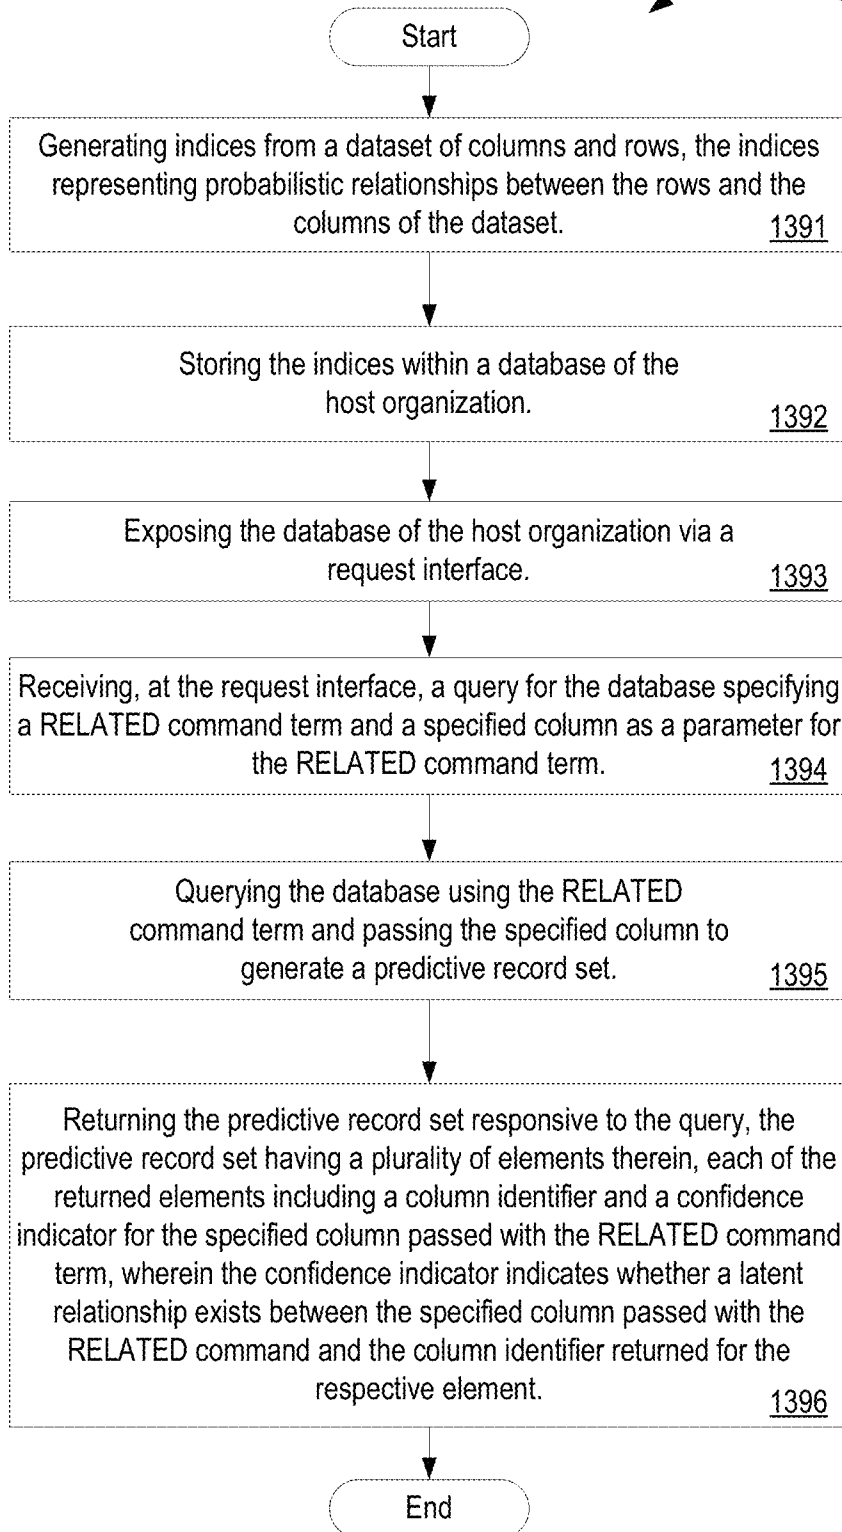 Start
Generating indices from a dataset of columns and rows, the indices
representing probabilistic relationships between the rows and the
columns of the dataset.
1391
Storing the indices within a database of the
host organization.
1392
Exposing the database of the host organization via a
request interface.
1393
Receiving, at the request interface, a query for the database specifying
a RELATED command term and a specified column as a parameter for
the RELATED command term.
1394
Querying the database using the RELATED
command term and passing the specified column to
generate a predictive record set.
1395
Returning the predictive record set responsive to the query, the
predictive record set having a plurality of elements therein, each of the
returned elements including a column identifier and a confidence
indicator for the specified column passed with the RELATED command
term, wherein the confidence indicator indicates whether a latent
relationship exists between the specified column passed with the
RELATED command and the column identifier returned for the
respective element.
1396
End